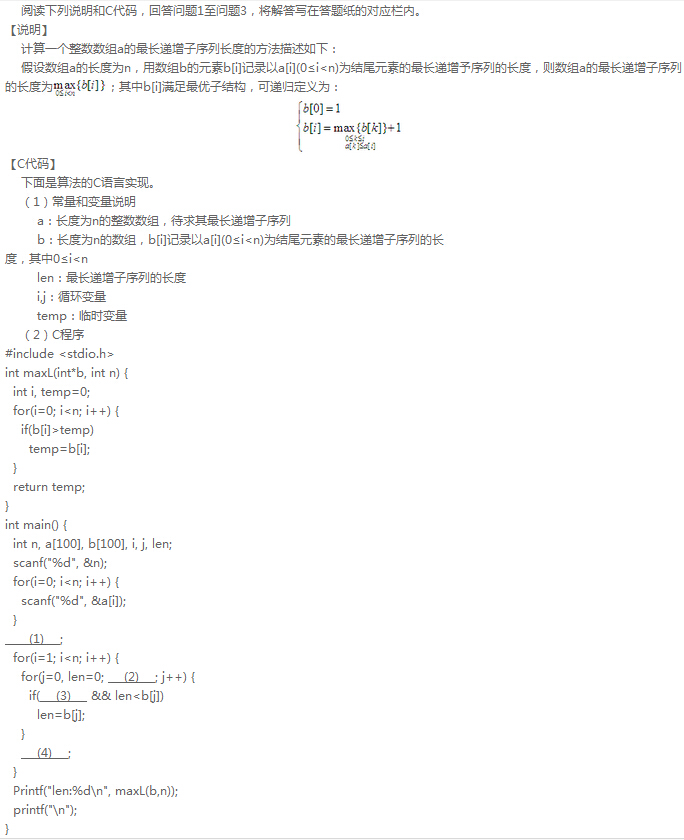 阅读下列说明和C代码，回答问题1至问题3，将解答写在答题纸的对应栏内。
【说明】
计算一个整数数组a的最长递增子序列长度的方法描述如下：
假设数组a的长度为n，用数组b的元素b[i]记录以a[i](0≤i<n)为结尾元素的最长递增予序列的长度，则数组a的最长递增子序列
的长度为max{b[i]}；其中b[i]满足最优子结构，可递归定义为：
0≤i<n
b[0]=1
b[i]=max{b[k]}+1
0≤k≤i
a[k]≤a[i]
【C代码】
下面是算法的C语言实现。
（1）常量和变量说明
a：长度为n的整数数组，待求其最长递增子序列
b：长度为n的数组，b[i]记录以a[i](0≤i<n)为结尾元素的最长递增子序列的长
度，其中0≤i<n
len：最长递增子序列的长度
i,j：循环变量
temp：临时变量
（2）C程序
#include <stdio.h>
int maxL(int*b, int n) {
int i, temp=0;
for(i=0; i<n; i++) {
if(b[i]>temp)
temp=b[i];
}
return temp;
}
int main() {
int n, a[100], b[100], i, j, len;
scanf("%d", &n);
for(i=0; i<n; i++) {
scanf("%d", &a[i]);
}
___(1)___;
for(i=1; i<n; i++) {
for(j=0, len=0; ___(2)___; j++) {
if(___(3)___ && len<b[j])
len=b[j];
}
___(4)___;
}
Printf("len:%d\n", maxL(b,n));
printf("\n");
}